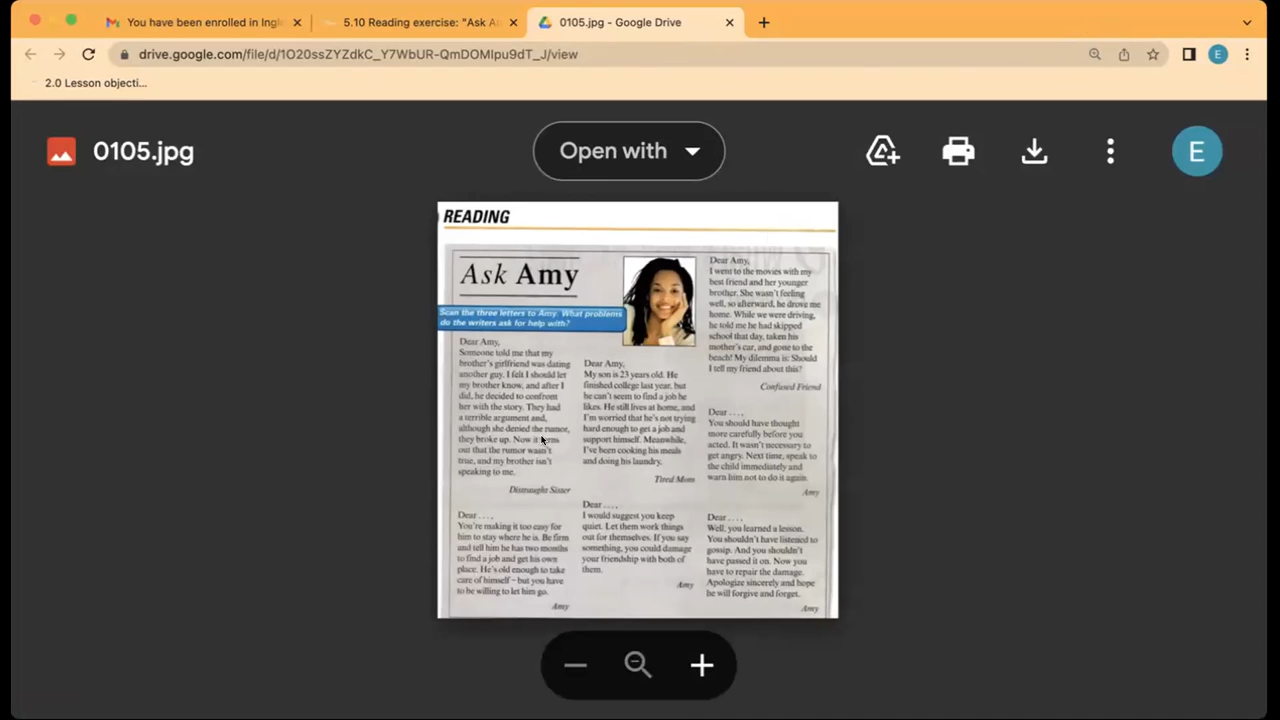 You have been enrolled in Ingl
5.10 Reading exercise: "Ask A
0105.jpg - Google Drive
drive.google.com/file/d/1O20ssZYZdkC_Y7WbUR-QmDOMIpu9dT_J/view
E
2.0 Lesson objecti...
0105.jpg
Open with
E
READING
Ask Amy
Scan the three letters to Amy. What problems
do the writers ask for help with?
Dear Amy,
Someone told me that my
brother's girlfriend was dating
another guy. I felt I should let
my brother know, and after I
did, he decided to confront
her with the story. They had
a terrible argument and,
although she denied the rumor,
they broke up. Now it
out that the rumor wasn't
true, and my brother isn't
speaking to me.
Distraught Sister
Dear ...,
You're making it too easy for
him to stay where he is. Be firm
and tell him he has two months
to find a job and get his own
place. He's old enough to take
care of himself – but you have
to be willing to let him go.
Amy
Dear Amy,
My son is 23 years old. He
finished college last year, but
he can't seem to find a job he
likes. He still lives at home, and
I'm worried that he's not trying
hard enough to get a job and
support himself. Meanwhile,
I've been cooking his meals
and doing his laundry.
Tired Mom
Dear ...,
I would suggest you keep
quiet. Let them work things
out for themselves. If you say
something, you could damage
your friendship with both of
them.
Amy
Dear Amy,
I went to the movies with my
best friend and her younger
brother. She wasn't feeling
well, so afterward, he drove me
home. While we were driving,
he told me he had skipped
school that day, taken his
mother's car, and gone to the
beach! My dilemma is: Should
I tell my friend about this?
Confused Friend
Dear ...,
You should have thought
more carefully before you
acted. It wasn't necessary to
get angry. Next time, speak to
the child immediately and
warn him not to do it again.
Amy
Dear ...,
Well, you learned a lesson.
You shouldn't have listened to
gossip. And you shouldn't
have passed it on. Now you
have to repair the damage.
Apologize sincerely and hope
he will forgive and forget.
Amy